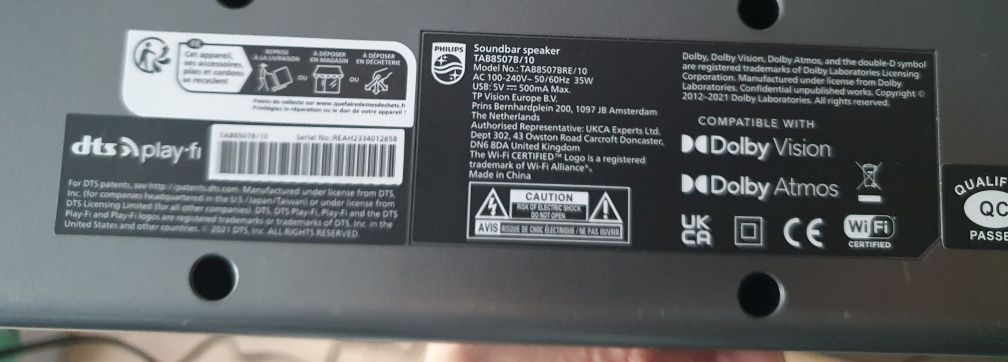 FR
Cet appareil,
ses accessoires,
piles et cordons
se recyclent
REPRISE
À LA LIVRAISON
OU
À DÉPOSER
EN MAGASIN
OU
À DÉPOSER
EN DÉCHÈTERIE
Points de collecte sur www.quefairedemesdechets.fr
Privilégiez la réparation ou le don de votre appareil !
dts play-fi
TAB8507B/10
Serial No.:REAH2334012658
For DTS patents, see http://patents.dts.com. Manufactured under license from DTS,
Inc. (for companies headquartered in the U.S./Japan/Taiwan) or under license from
DTS Licensing Limited (for all other companies). DTS, DTS Play-Fi, Play-Fi and the DTS
Play-Fi and Play-Fi logos are registered trademarks or trademarks of DTS, Inc. in the
United States and other countries. © 2021 DTS, Inc. ALL RIGHTS RESERVED.
PHILIPS
Soundbar speaker
TAB8507B/10
Model No.: TAB8507BRE/10
AC 100-240V~ 50/60Hz 35W
USB: 5V ⎓ 500mA Max.
TP Vision Europe B.V.
Prins Bernhardplein 200, 1097 JB Amsterdam
The Netherlands
Authorised Representative: UKCA Experts Ltd.
Dept 302, 43 Owston Road Carcroft Doncaster,
DN6 8DA United Kingdom
The Wi-Fi CERTIFIED™ Logo is a registered
trademark of Wi-Fi Alliance®.
Made in China
CAUTION
RISK OF ELECTRIC SHOCK
DO NOT OPEN
AVIS RISQUE DE CHOC ÉLECTRIQUE / NE PAS OUVRIR
Dolby, Dolby Vision, Dolby Atmos, and the double-D symbol
are registered trademarks of Dolby Laboratories Licensing
Corporation. Manufactured under license from Dolby
Laboratories. Confidential unpublished works. Copyright ©
2012-2021 Dolby Laboratories. All rights reserved.
COMPATIBLE WITH
Dolby Vision
Dolby Atmos
UK
CA
CE
Wi Fi
CERTIFIED
QUALIF
QC
PASSE